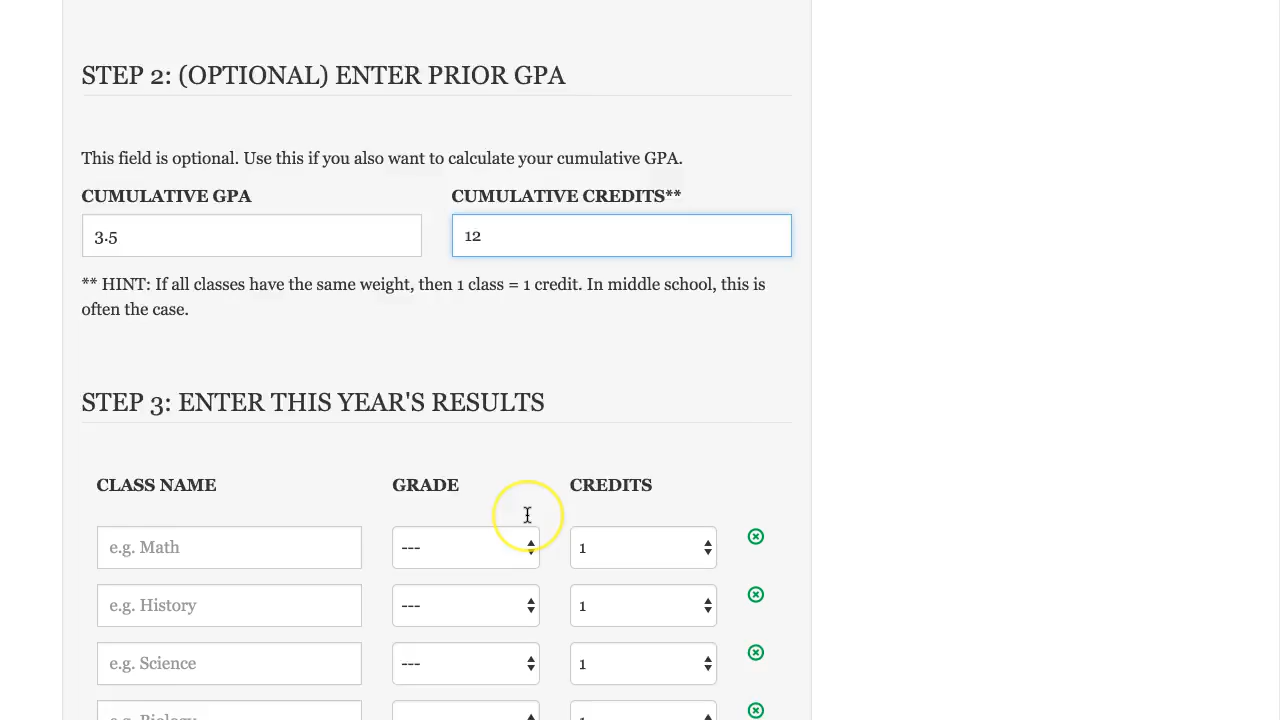 STEP 2: (OPTIONAL) ENTER PRIOR GPA
This field is optional. Use this if you also want to calculate your cumulative GPA.
CUMULATIVE GPA CUMULATIVE CREDITS**
3.5 12
** HINT: If all classes have the same weight, then 1 class = 1 credit. In middle school, this is
often the case.
STEP 3: ENTER THIS YEAR'S RESULTS
CLASS NAME GRADE CREDITS
e.g. Math --- 1
e.g. History --- 1
e.g. Science --- 1
e.g. Biology --- 1